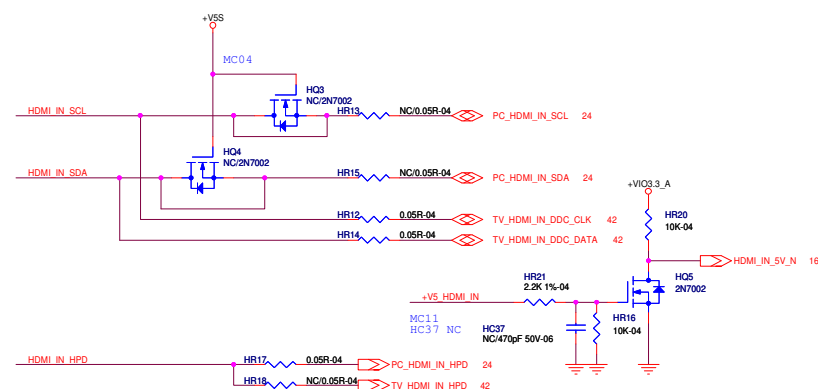 +V5S
MC04
HQ3
NC/2N7002
HDMI_IN_SCL
HR13
NC/0.05R-04
PC_HDMI_IN_SCL 24
HQ4
NC/2N7002
HDMI_IN_SDA
HR15
NC/0.05R-04
PC_HDMI_IN_SDA 24
+VIO3.3_A
HR12
0.05R-04
TV_HDMI_IN_DDC_CLK 42
HR20
10K-04
HR14
0.05R-04
TV_HDMI_IN_DDC_DATA 42
HDMI_IN_5V_N 16
HR21
2.2K 1%-04
HQ5
2N7002
+V5_HDMI_IN
MC11
HC37 NC
HC37
NC/470pF 50V-06
HR16
10K-04
HDMI_IN_HPD
HR17
0.05R-04
PC_HDMI_IN_HPD 24
HR18
NC/0.05R-04
TV_HDMI_IN_HPD 42